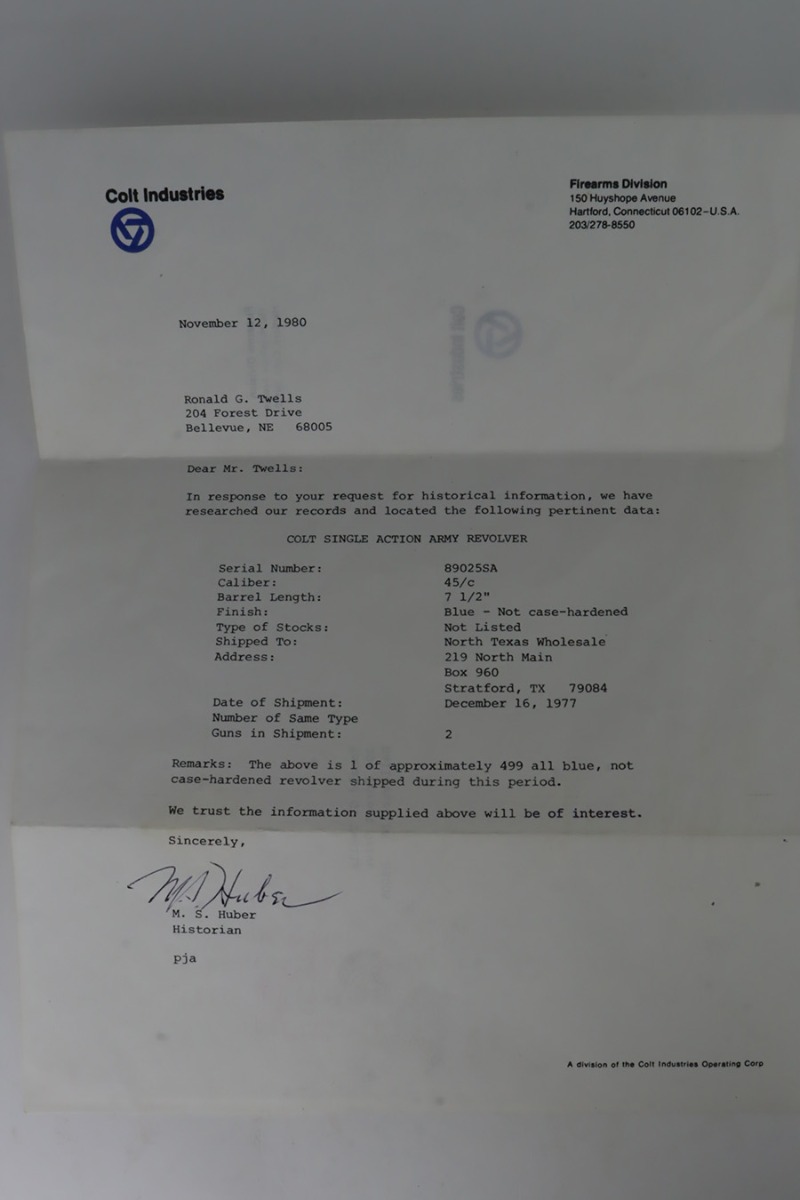 Colt Industries
Firearms Division
150 Huyshope Avenue
Hartford, Connecticut 06102-U.S.A.
203/278-8550
November 12, 1980
Ronald G. Twells
204 Forest Drive
Bellevue, NE 68005
Dear Mr. Twells:
In response to your request for historical information, we have
researched our records and located the following pertinent data:
COLT SINGLE ACTION ARMY REVOLVER
Serial Number: 89025SA
Caliber: 45/c
Barrel Length: 7 1/2"
Finish: Blue - Not case-hardened
Type of Stocks: Not Listed
Shipped To: North Texas Wholesale
Address: 219 North Main
Box 960
Stratford, TX 79084
Date of Shipment: December 16, 1977
Number of Same Type
Guns in Shipment: 2
Remarks: The above is 1 of approximately 499 all blue, not
case-hardened revolver shipped during this period.
We trust the information supplied above will be of interest.
Sincerely,
M S Huber
M. S. Huber
Historian
pja
A division of the Colt Industries Operating Corp